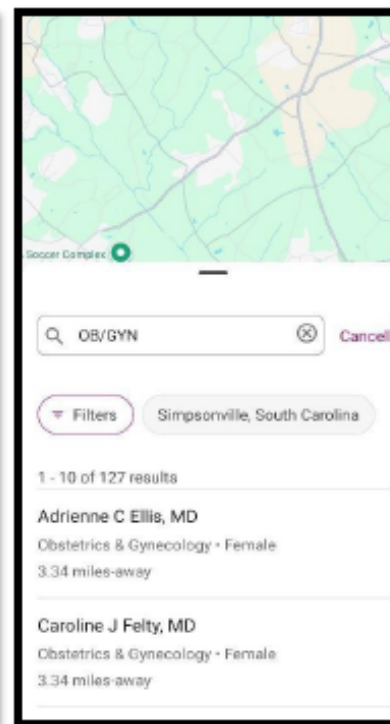 Soccer Complex
OB/GYN Cancel
Filters Simpsonville, South Carolina
1 - 10 of 127 results
Adrienne C Ellis, MD
Obstetrics & Gynecology • Female
3.34 miles-away
Caroline J Felty, MD
Obstetrics & Gynecology • Female
3.34 miles-away